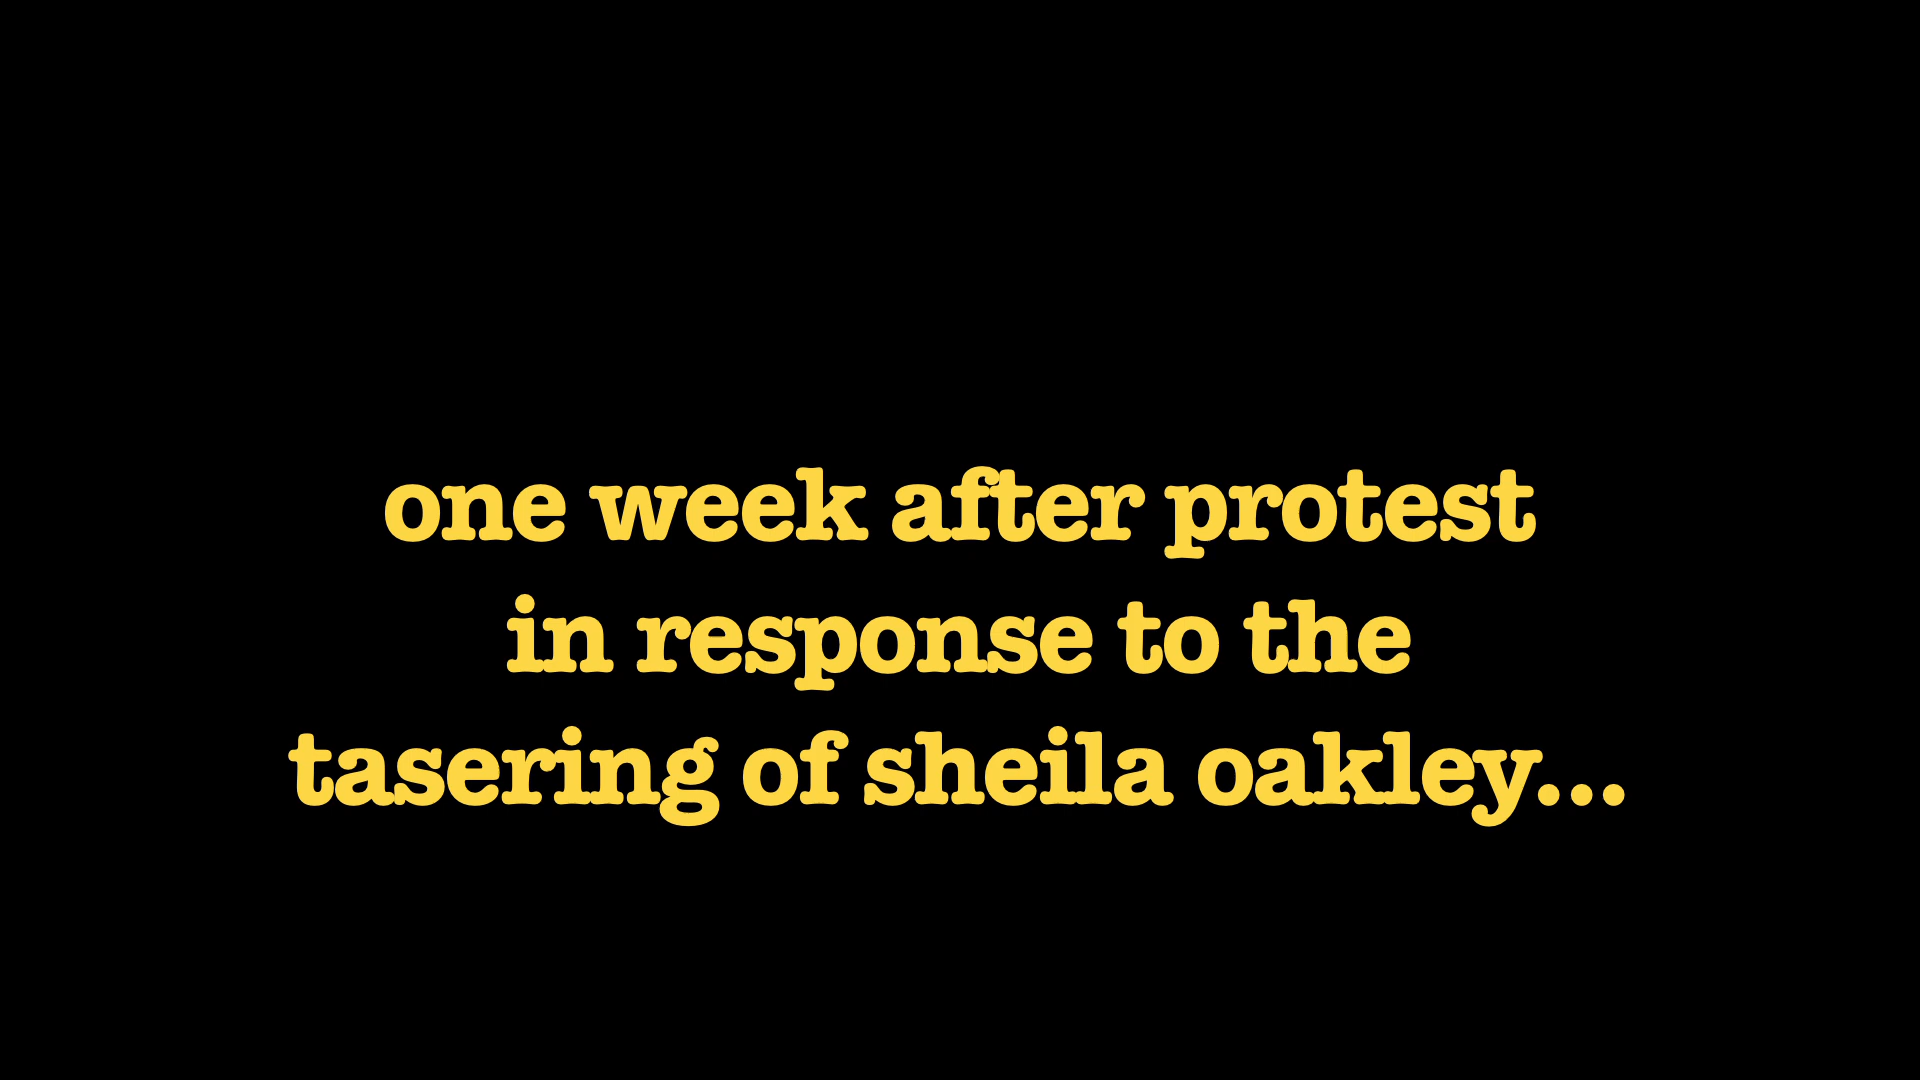 one week after protest
in response to the
tasering of sheila oakley...